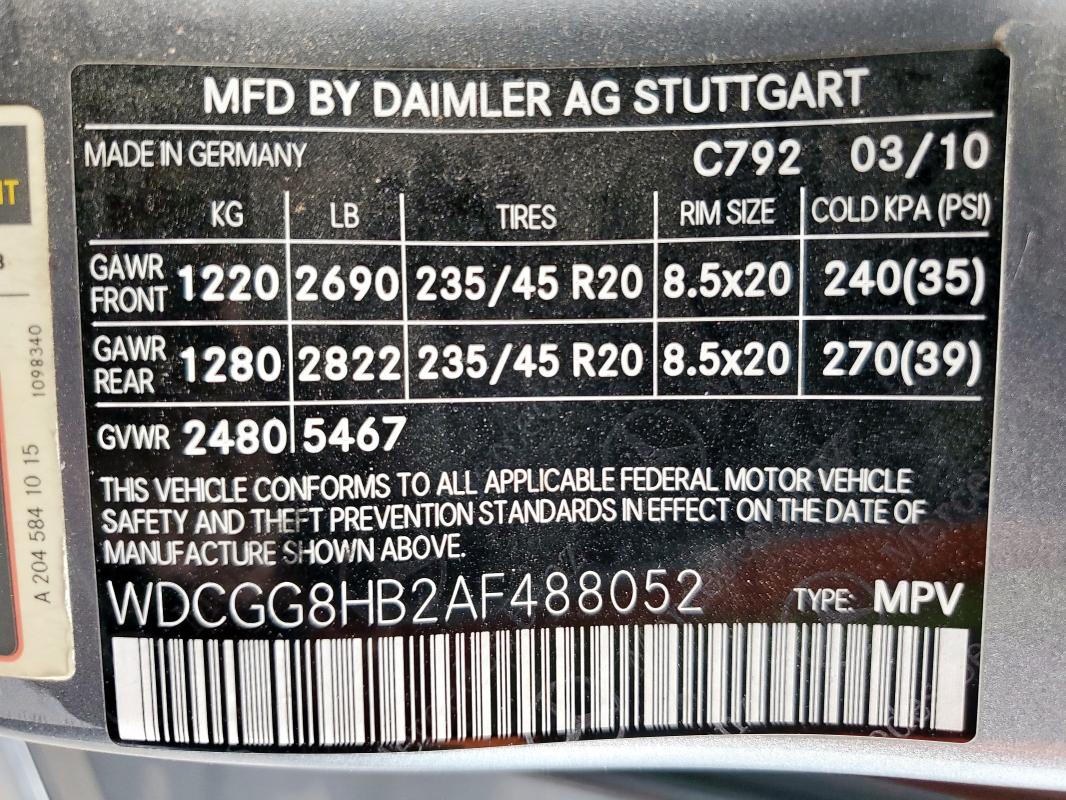 MFD BY DAIMLER AG STUTTGART
MADE IN GERMANY C792 03/10
KG LB TIRES RIM SIZE COLD KPA (PSI)
GAWR FRONT 1220 2690 235/45 R20 8.5x20 240(35)
GAWR REAR 1280 2822 235/45 R20 8.5x20 270(39)
GVWR 2480 5467
THIS VEHICLE CONFORMS TO ALL APPLICABLE FEDERAL MOTOR VEHICLE
SAFETY AND THEFT PREVENTION STANDARDS IN EFFECT ON THE DATE OF
MANUFACTURE SHOWN ABOVE.
WDCGG8HB2AF488052 TYPE: MPV
A 204 584 10 15 1098340